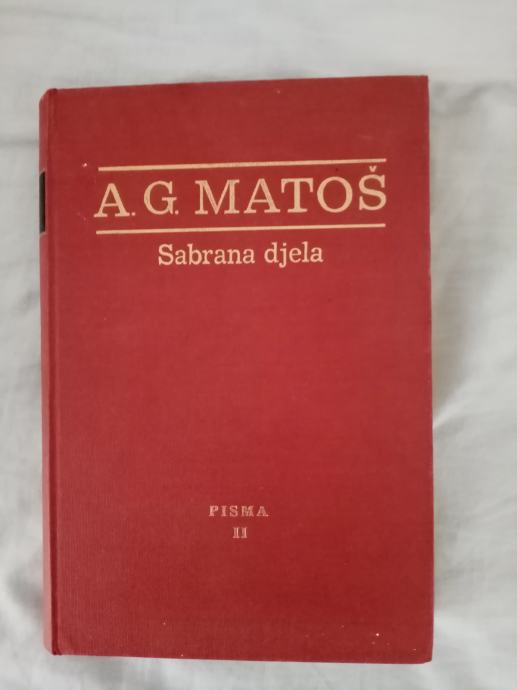 A. G. MATOŠ
Sabrana djela
PISMA
II